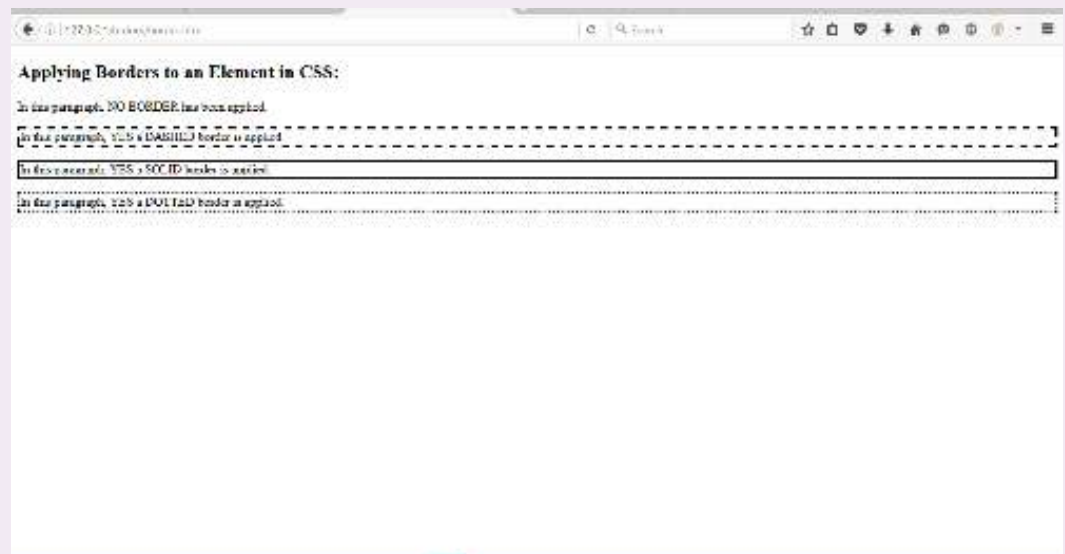 Search
Applying Borders to an Element in CSS:
In this paragraph, NO BORDER has been applied.
In this paragraph, YES a DASHED border is applied.
In this paragraph, YES a SOLID border is applied.
In this paragraph, YES a DOTTED border is applied.